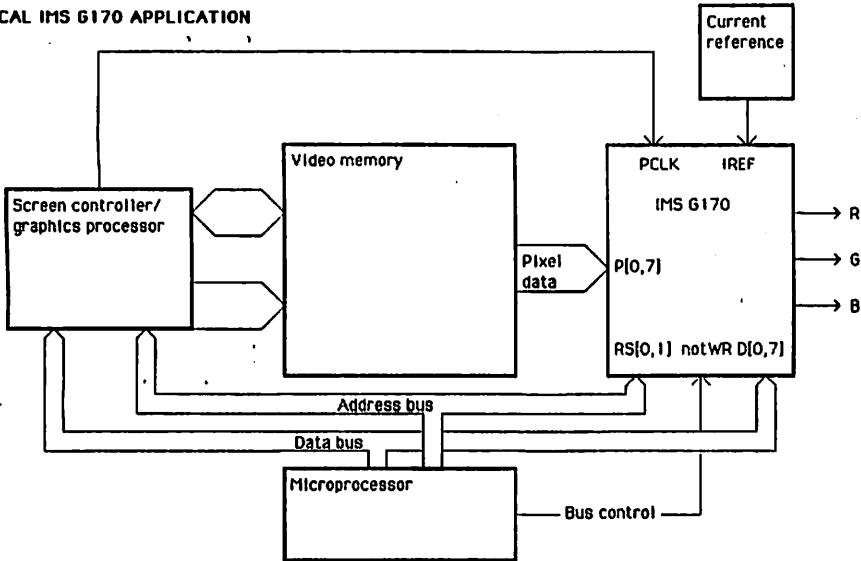 CAL IMS G170 APPLICATION
Current
reference
Video memory
PCLK IREF
Screen controller/
graphics processor
IMS G170
R
Pixel
data
P[0,7]
G
B
RS[0,1] notWR D[0,7]
Address bus
Data bus
Microprocessor
Bus control